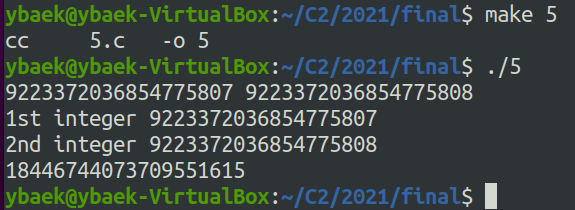 ybaek@ybaek-VirtualBox:~/C2/2021/final$ make 5
cc     5.c   -o 5
ybaek@ybaek-VirtualBox:~/C2/2021/final$ ./5
9223372036854775807 9223372036854775808
1st integer 9223372036854775807
2nd integer 9223372036854775808
18446744073709551615
ybaek@ybaek-VirtualBox:~/C2/2021/final$